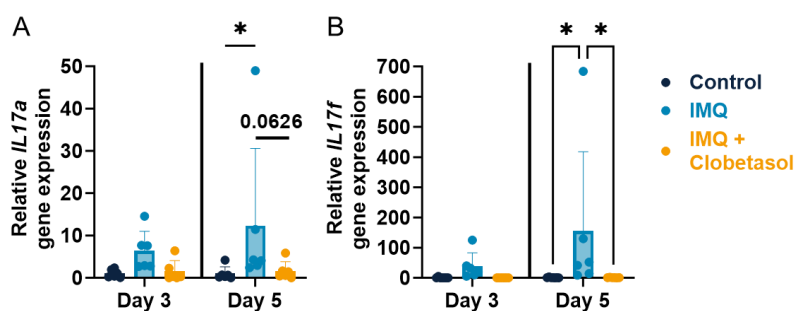 A
Relative IL17a
gene expression
50
40
30
20
10
0
*
0.0626
Day 3
Day 5
B
Relative IL17f
gene expression
700
600
500
400
300
200
100
0
* *
Day 3
Day 5
Control
IMQ
IMQ +
Clobetasol